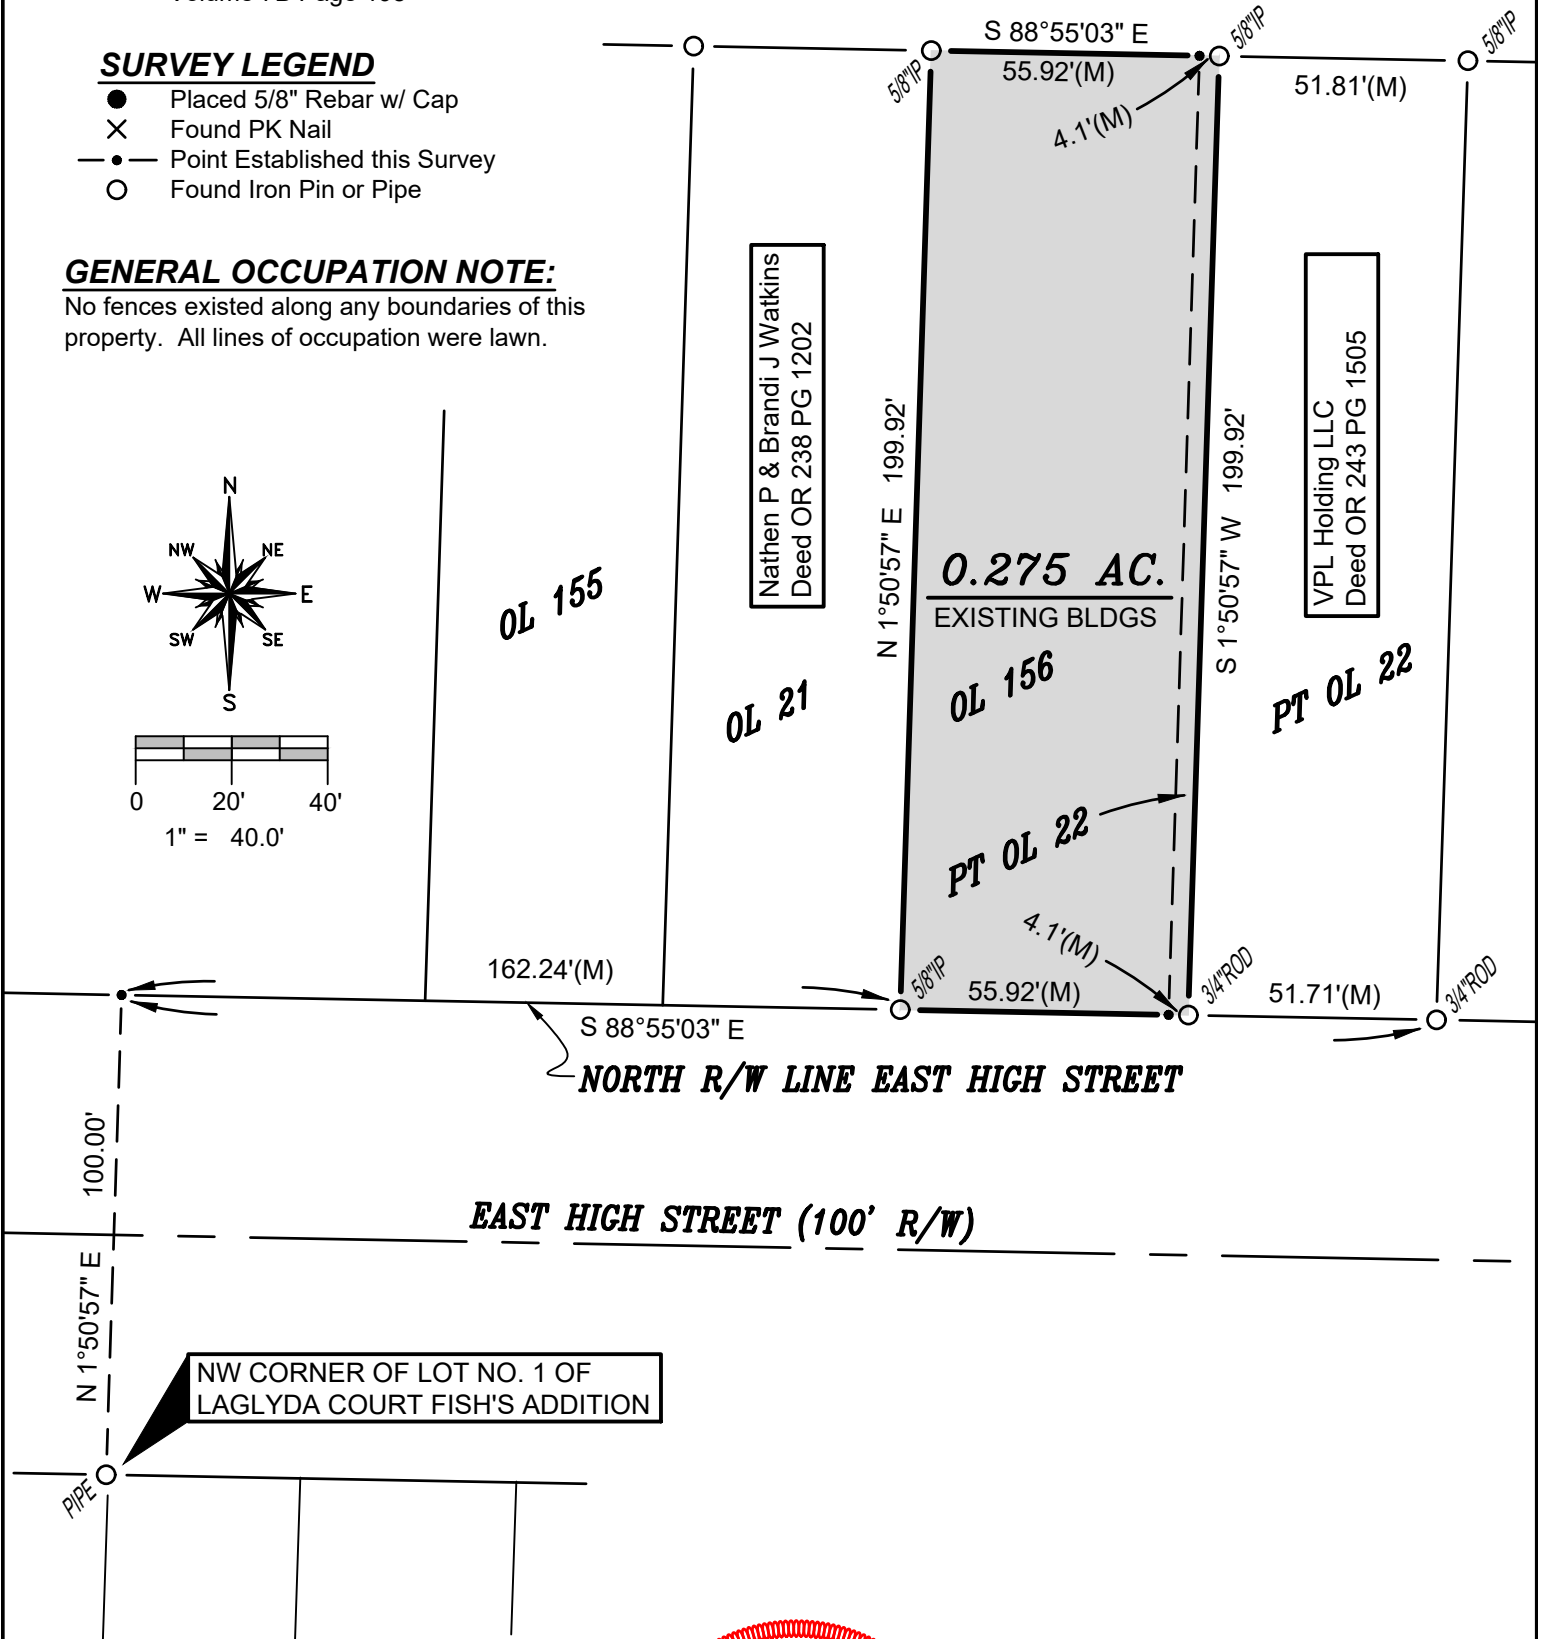 SURVEY LEGEND
Placed 5/8" Rebar w/ Cap
Found PK Nail
Point Established this Survey
Found Iron Pin or Pipe
GENERAL OCCUPATION NOTE:
No fences existed along any boundaries of this
property. All lines of occupation were lawn.
N
NW
NE
W
E
SW
SE
S
0 20' 40'
1" = 40.0'
S 88°55'03" E
55.92'(M)
4.1'(M)
5/8"IP
5/8"IP
51.81'(M)
5/8"IP
Nathen P & Brandi J Watkins
Deed OR 238 PG 1202
N 1°50'57" E 199.92'
S 1°50'57" W 199.92'
VPL Holding LLC
Deed OR 243 PG 1505
0.275 AC.
EXISTING BLDGS
OL 155
OL 21
OL 156
PT OL 22
PT OL 22
4.1'(M)
162.24'(M)
5/8"IP
55.92'(M)
3/4"ROD
51.71'(M)
3/4"ROD
S 88°55'03" E
NORTH R/W LINE EAST HIGH STREET
N 1°50'57" E 100.00'
EAST HIGH STREET (100' R/W)
NW CORNER OF LOT NO. 1 OF
LAGLYDA COURT FISH'S ADDITION
PIPE